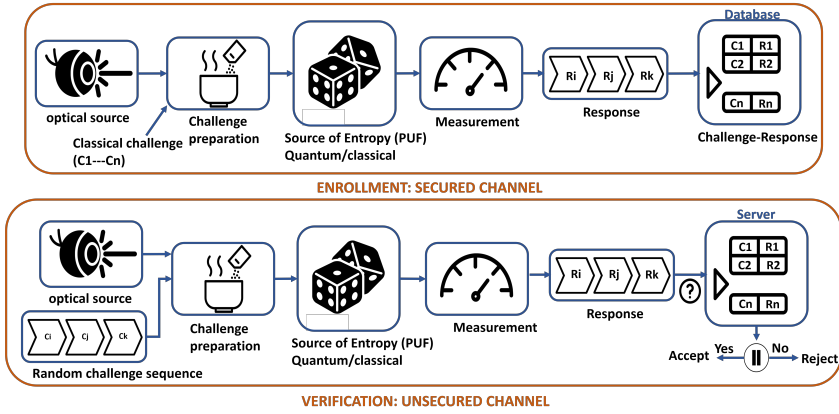 Database
C1 R1
C2 R2
Cn Rn
Ri Rj Rk
optical source
Challenge
preparation
Classical challenge
(C1---Cn)
Source of Entropy (PUF)
Quantum/classical
Measurement
Response
Challenge-Response
ENROLLMENT: SECURED CHANNEL
Server
C1 R1
C2 R2
Cn Rn
Ri Rj Rk
?
optical source
Ci Cj Ck
Challenge
preparation
Random challenge sequence
Source of Entropy (PUF)
Quantum/classical
Measurement
Response
Accept Yes No Reject
VERIFICATION: UNSECURED CHANNEL